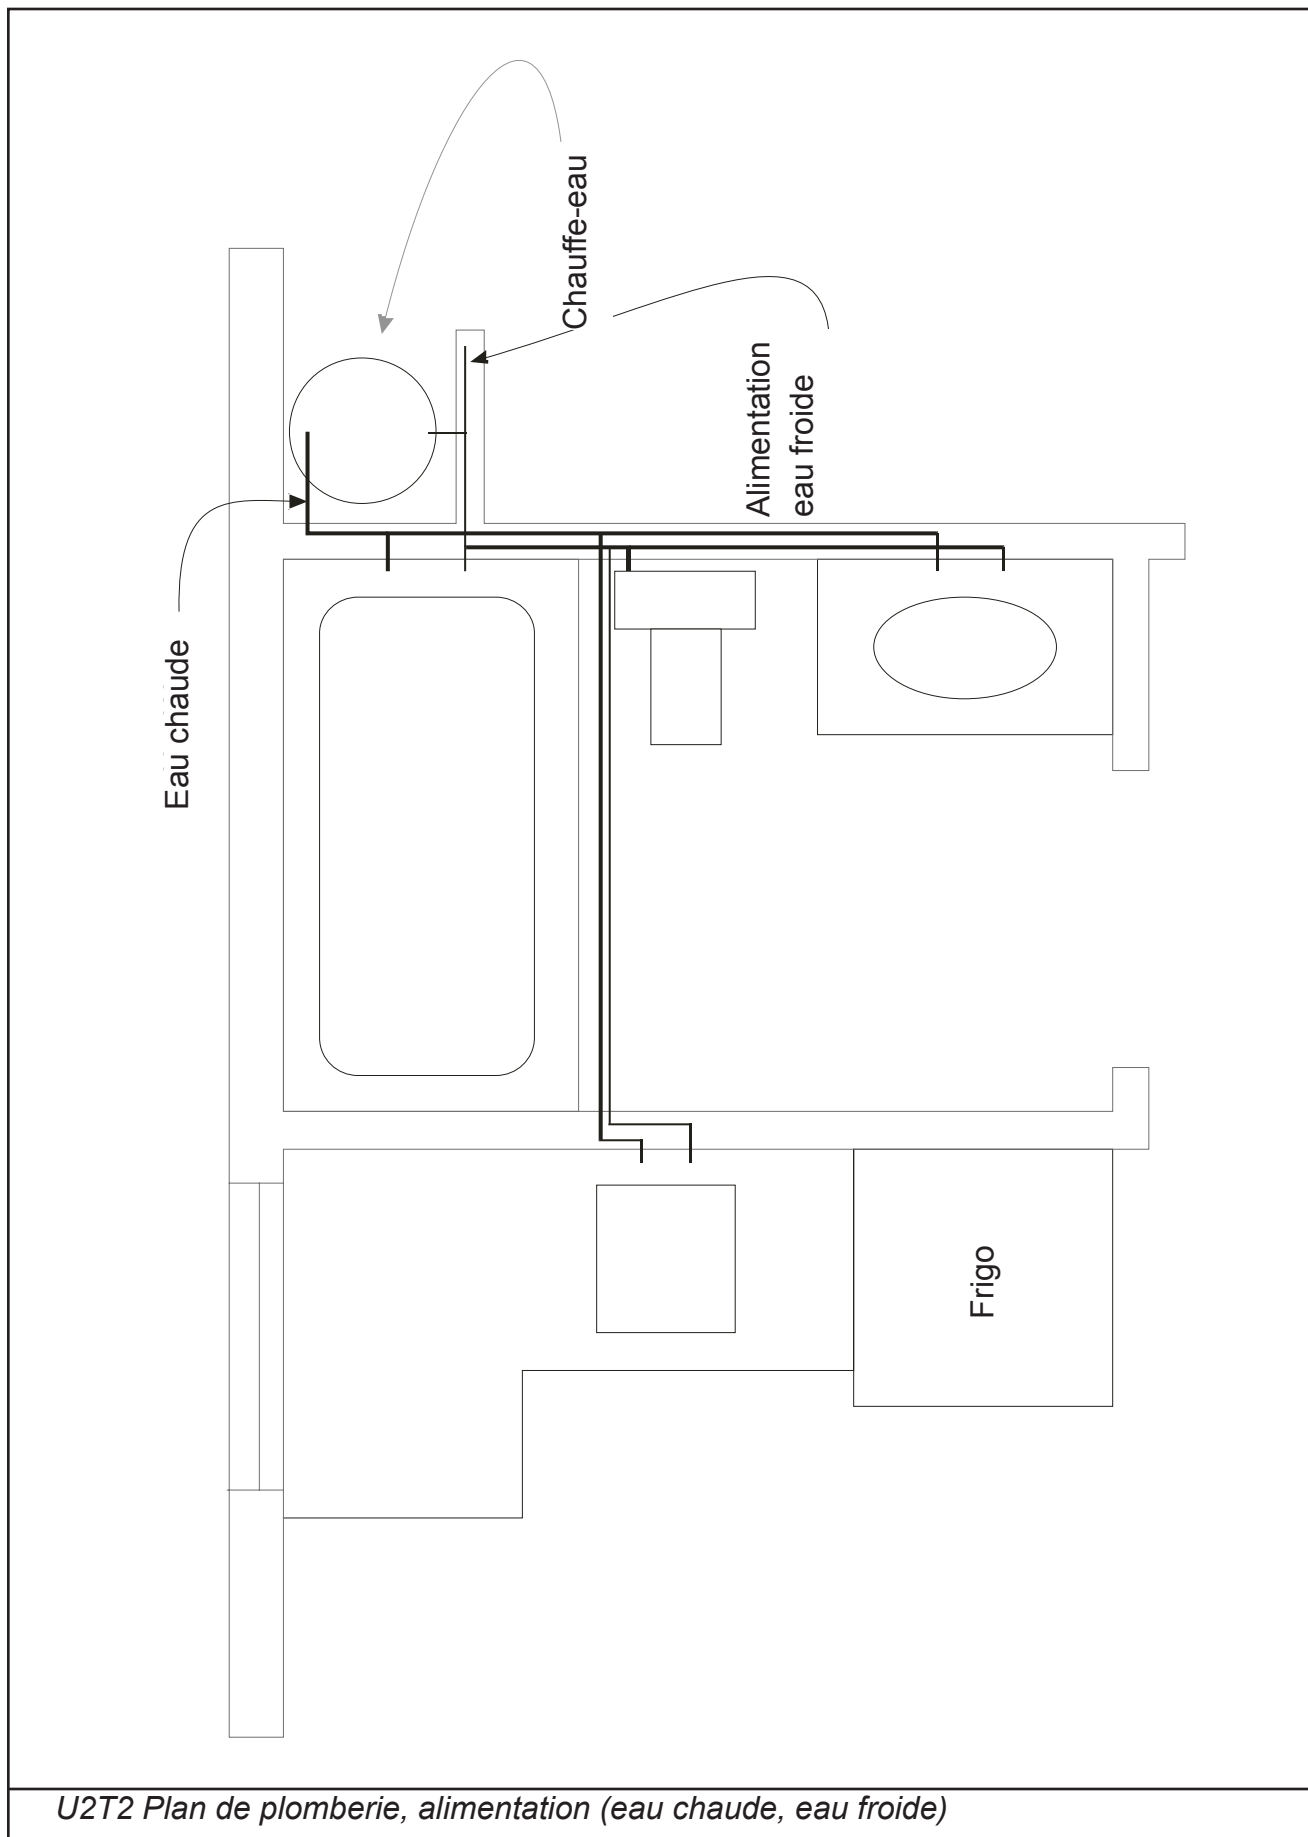 Chauffe-eau
Alimentation
eau froide
Eau chaude
Frigo
U2T2 Plan de plomberie, alimentation (eau chaude, eau froide)